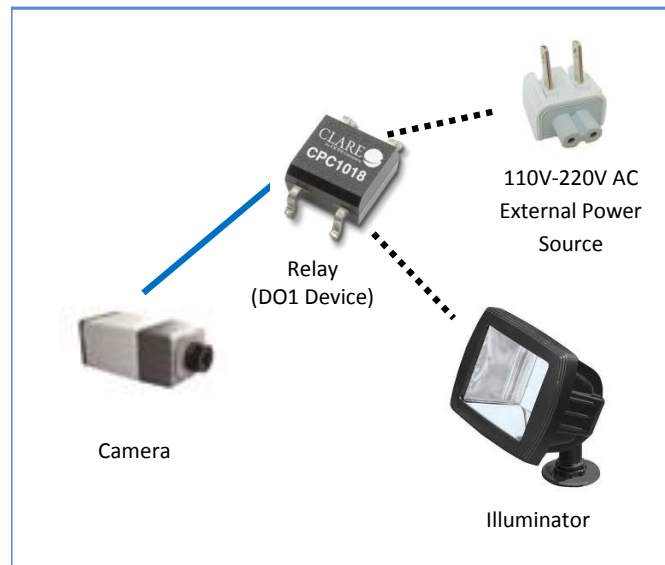 CLARE
CPC1018
110V-220V AC
External Power
Source
Relay
(DO1 Device)
Camera
Illuminator